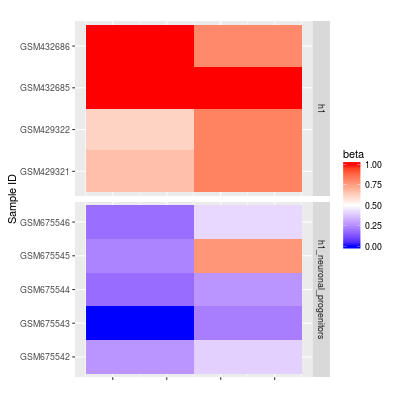 GSM432686
GSM432685
GSM429322
GSM429321
h1
GSM675546
GSM675545
GSM675544
GSM675543
GSM675542
h1_neuronal_progenitors
Sample ID
beta
1.00
0.75
0.50
0.25
0.00